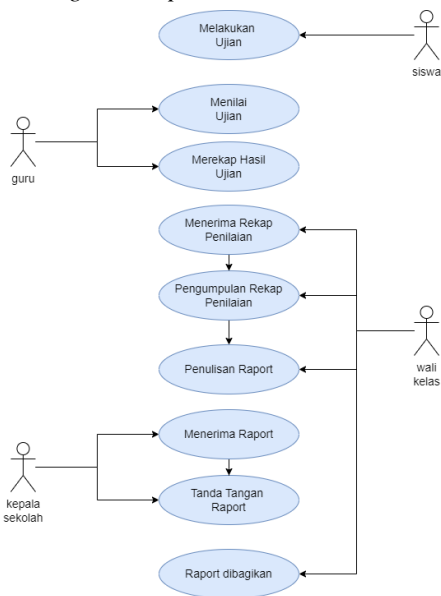 Melakukan
Ujian
siswa
Menilai
Ujian
guru
Merekap Hasil
Ujian
Menerima Rekap
Penilaian
Pengumpulan Rekap
Penilaian
wali
kelas
Penulisan Raport
Menerima Raport
kepala
sekolah
Tanda Tangan
Raport
Raport dibagikan